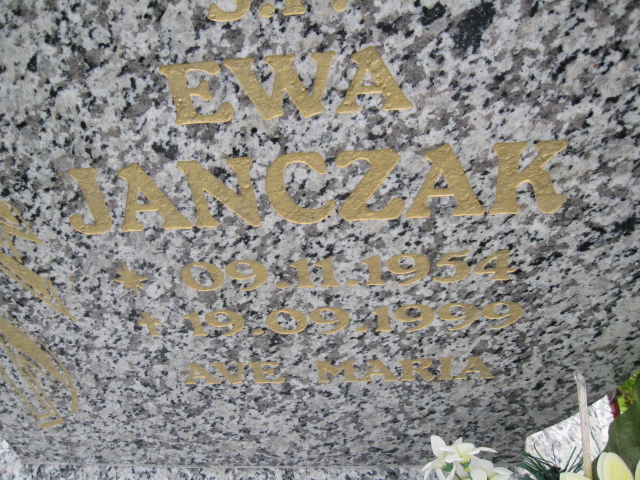 Ś.P.
EWA
JANCZAK
* 09.11.1954
✝ 19.09.1999
AVE MARIA